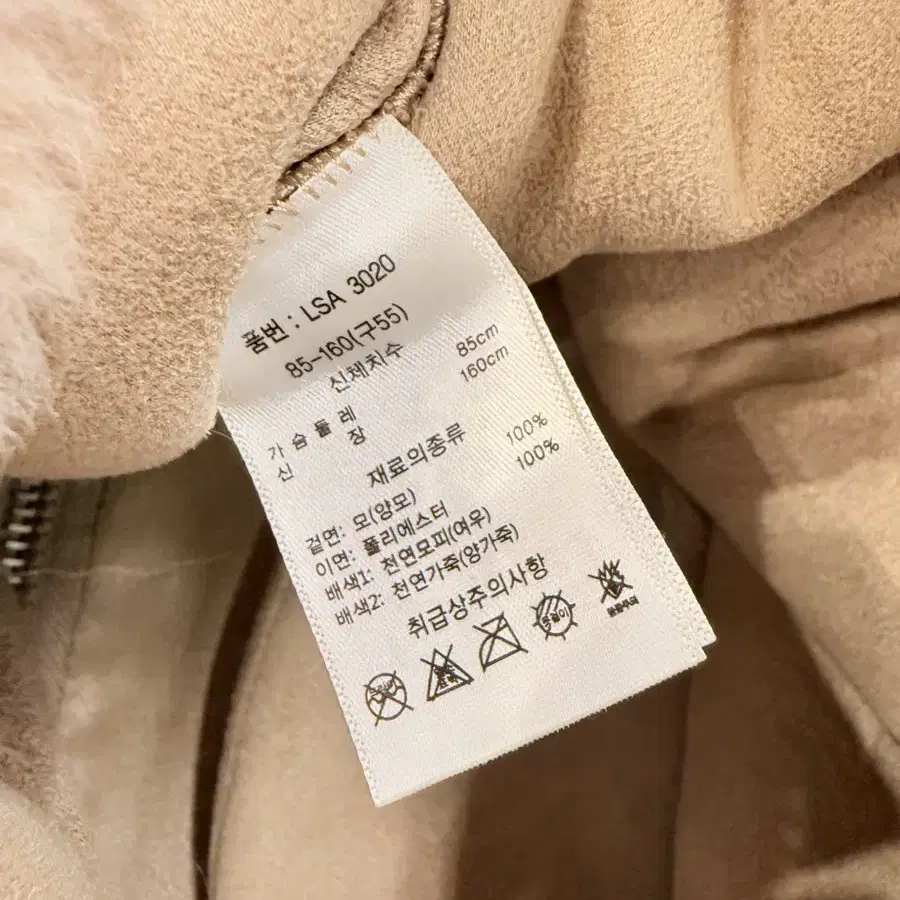 품번 : LSA 3020
85-160(구55)
신체치수
가슴둘레 85cm
신 장 160cm
재료의종류
겉면: 모(양모) 100%
이면: 폴리에스터 100%
배색1: 천연모피(여우)
배색2: 천연가죽(양가죽)
취급상주의사항